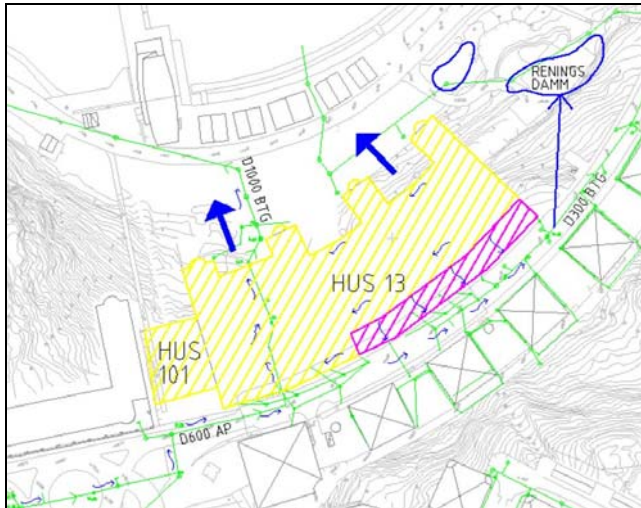 RENINGS
DAMM
D1000 BTG
D300 BTG
HUS 13
HUS
101
D600 AP